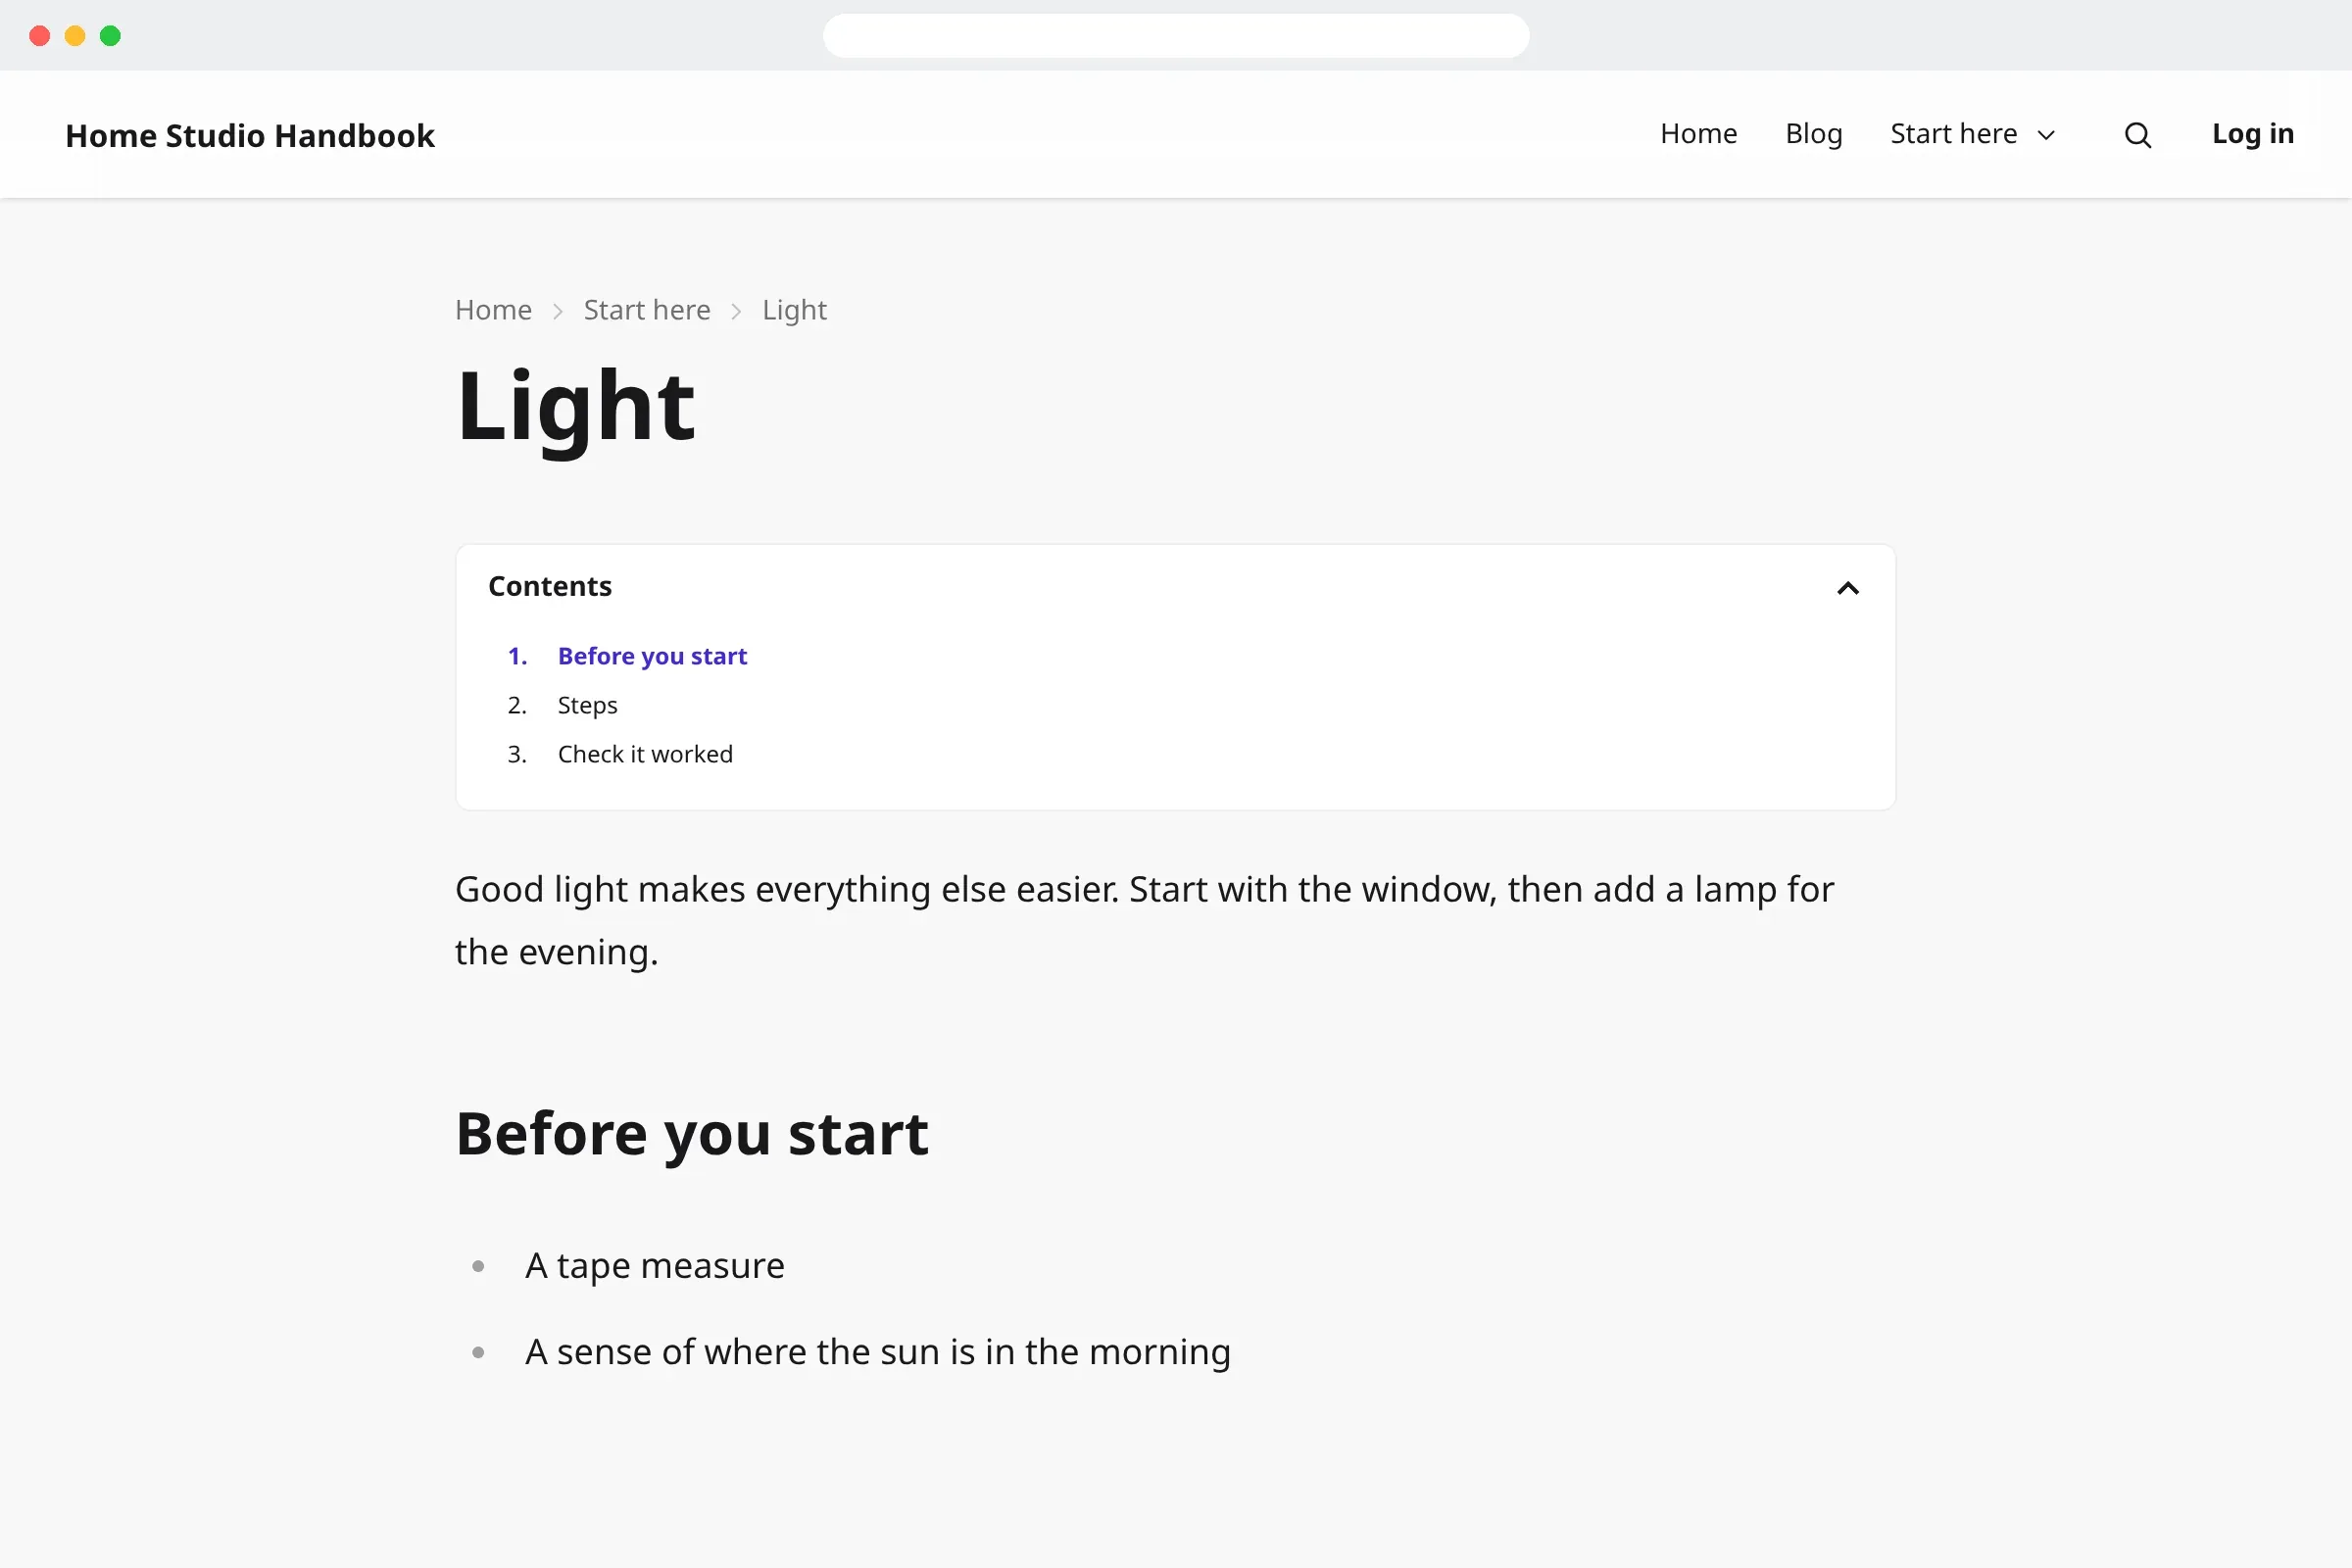 Home Studio Handbook
Home
Blog
Start here
Log in
Home
Start here
Light
Light
Contents
1. Before you start
2. Steps
3. Check it worked
Good light makes everything else easier. Start with the window, then add a lamp for
the evening.
Before you start
A tape measure
A sense of where the sun is in the morning